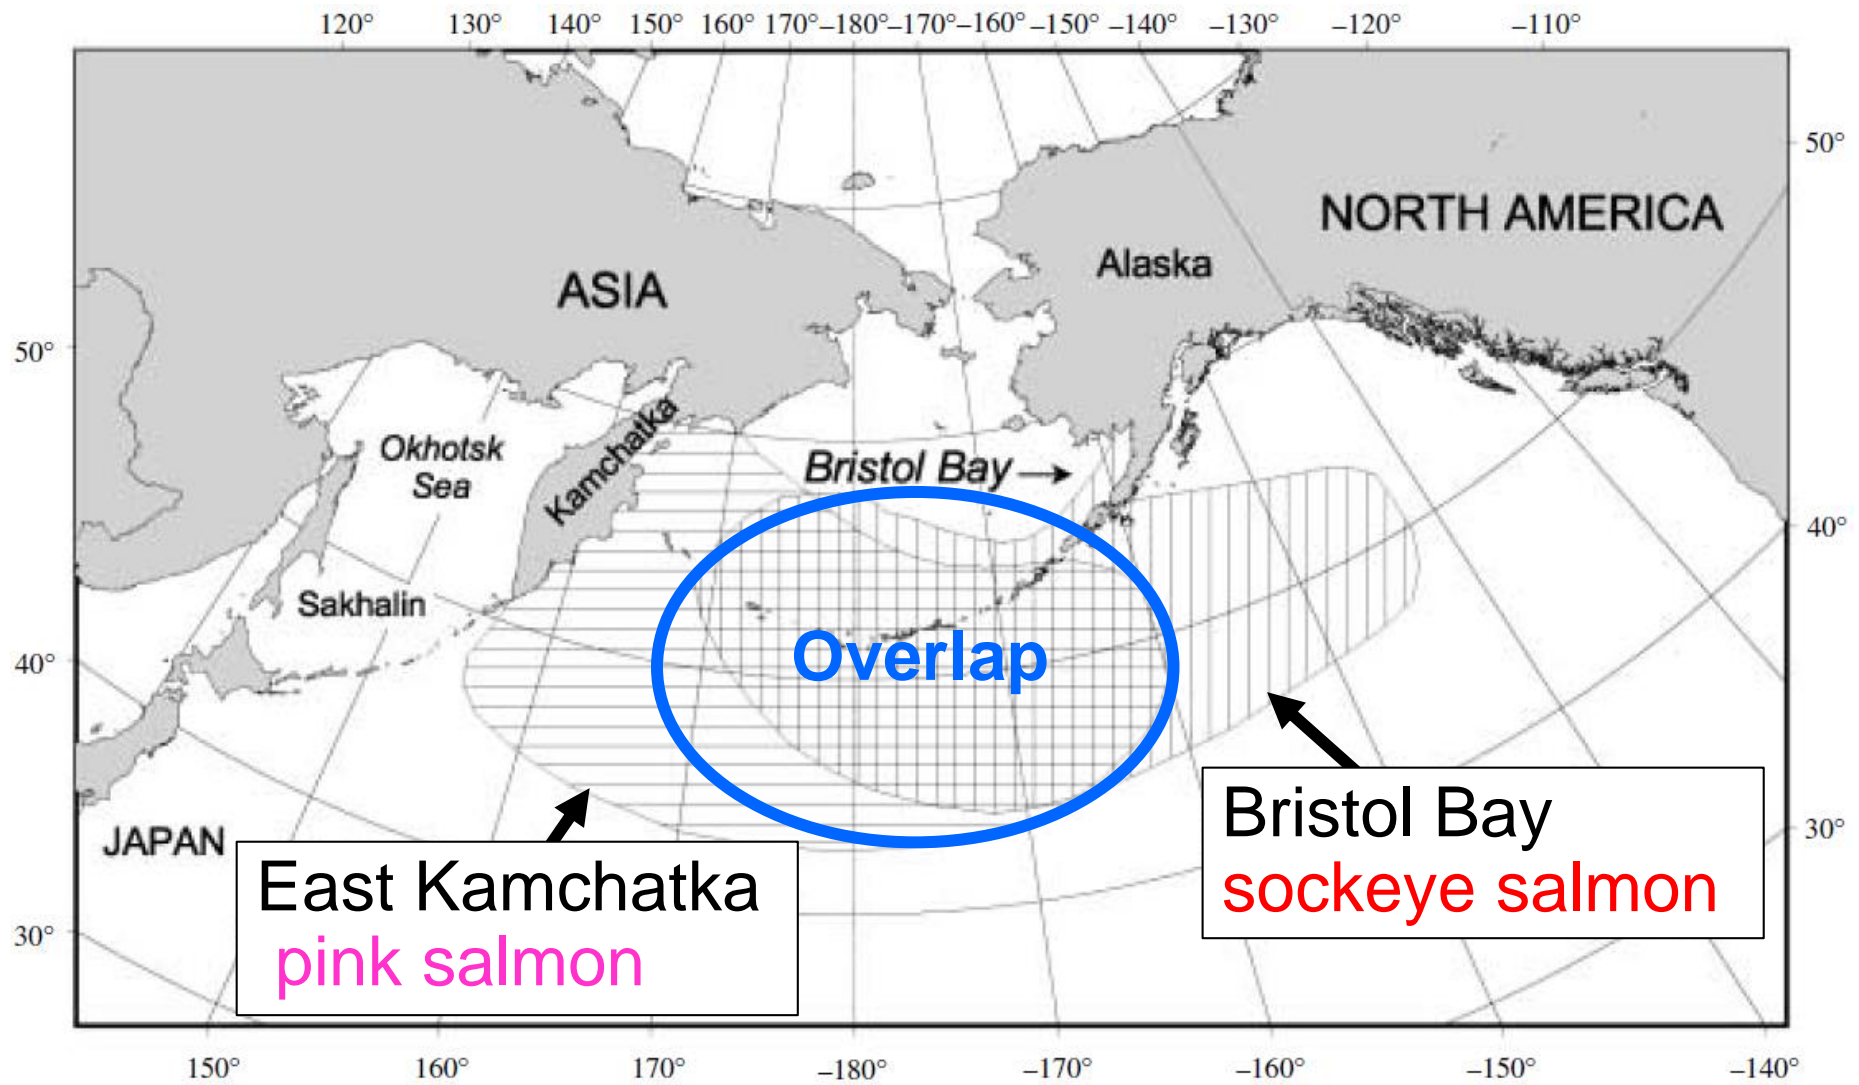 120° 130° 140° 150° 160° 170° –180° –170° –160° –150° –140° –130° –120° –110°
50°
NORTH AMERICA
Alaska
ASIA
50°
Kamchatka
Okhotsk
Sea
Bristol Bay →
40°
Sakhalin
Overlap
40°
JAPAN
Bristol Bay
sockeye salmon
30°
East Kamchatka
pink salmon
30°
150° 160° 170° –180° –170° –160° –150° –140°